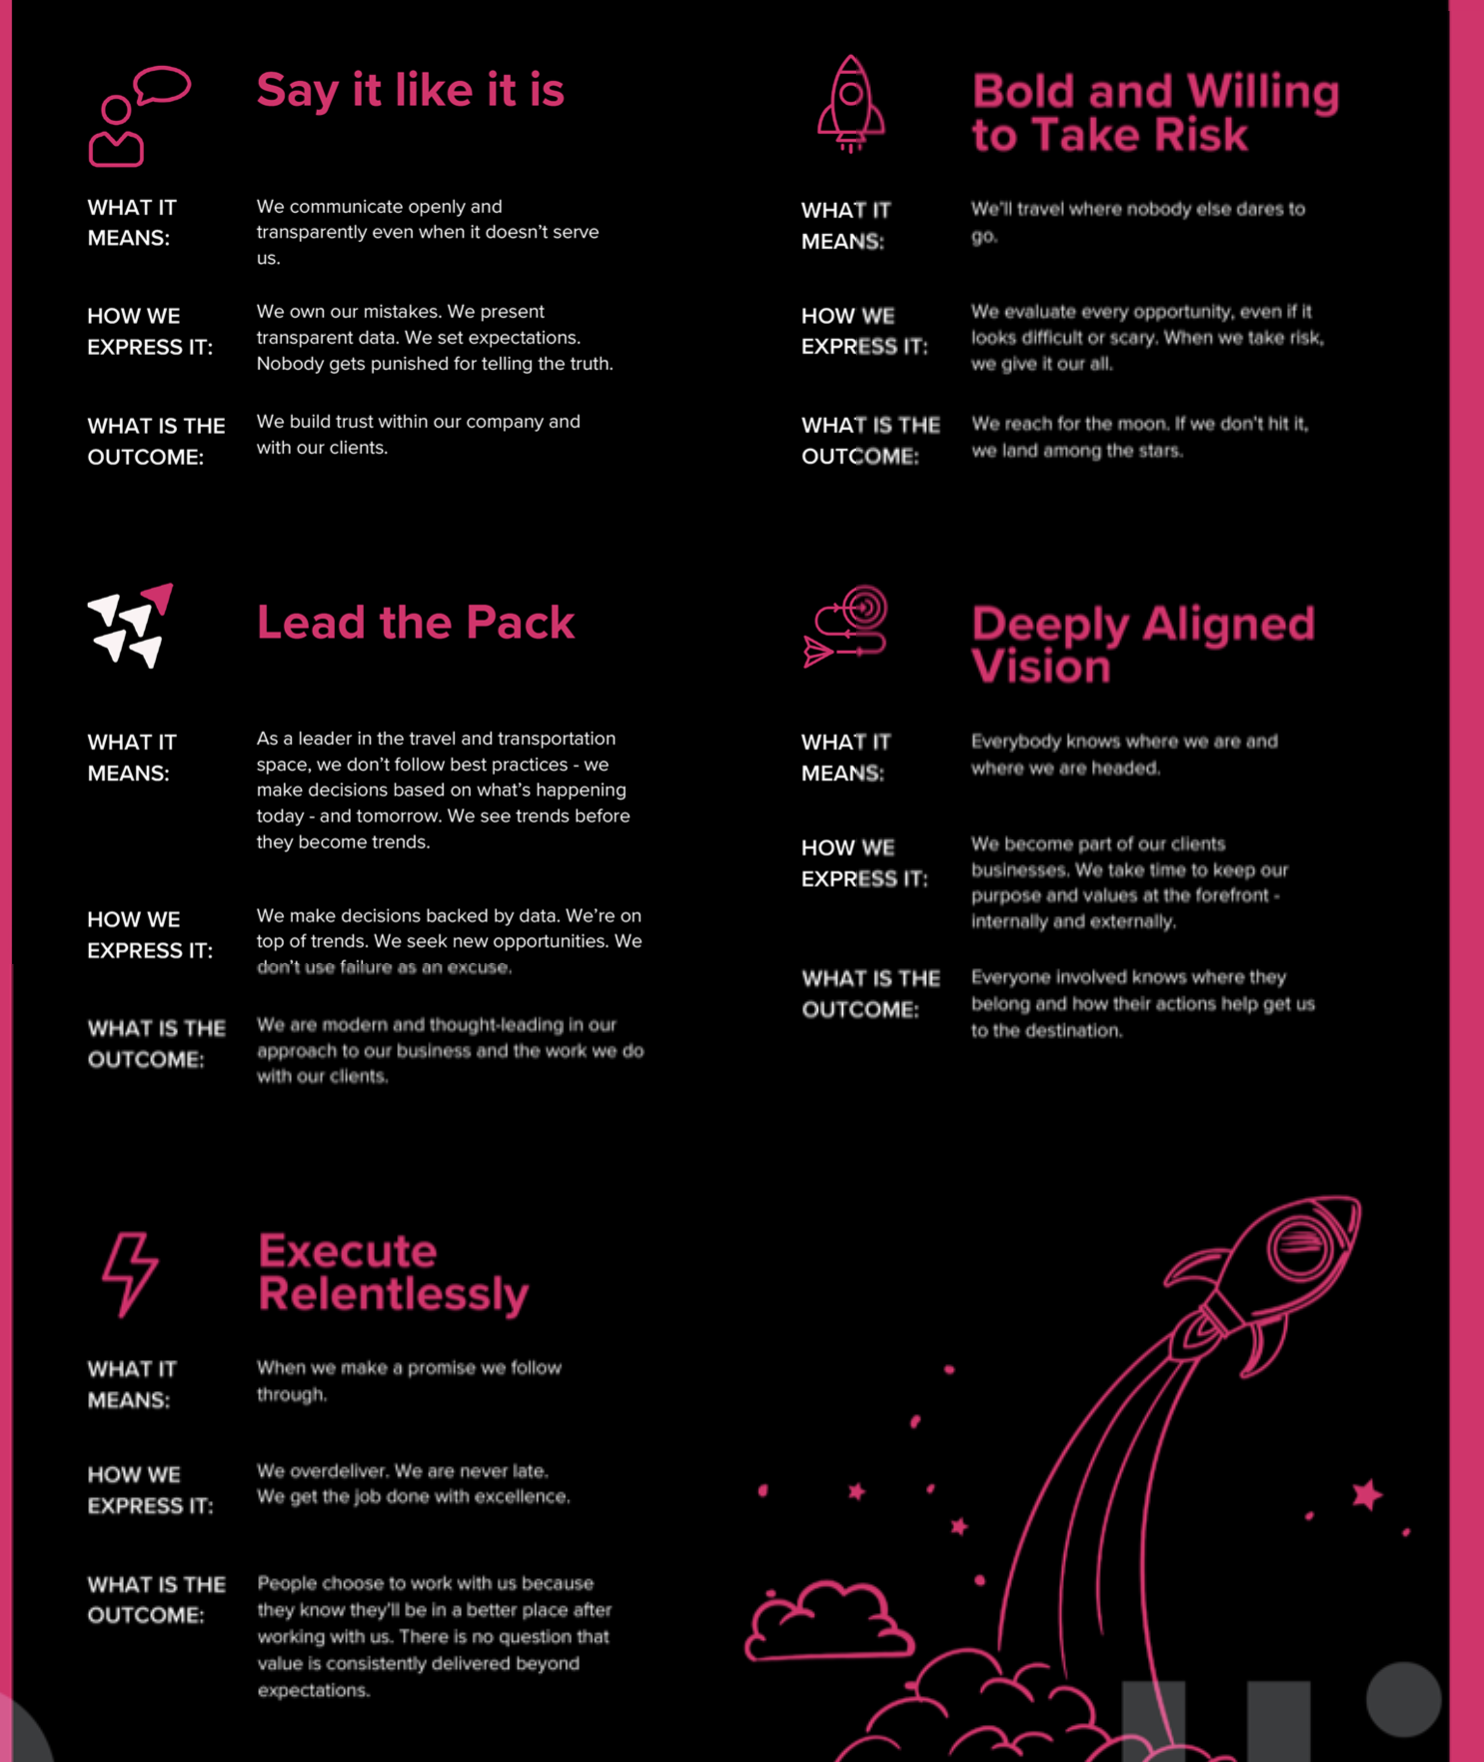 Say it like it is
WHAT IT
MEANS:
We communicate openly and
transparently even when it doesn’t serve
us.
HOW WE
EXPRESS IT:
We own our mistakes. We present
transparent data. We set expectations.
Nobody gets punished for telling the truth.
WHAT IS THE
OUTCOME:
We build trust within our company and
with our clients.
Bold and Willing
to Take Risk
WHAT IT
MEANS:
We’ll travel where nobody else dares to
go.
HOW WE
EXPRESS IT:
We evaluate every opportunity, even if it
looks difficult or scary. When we take risk,
we give it our all.
WHAT IS THE
OUTCOME:
We reach for the moon. If we don’t hit it,
we land among the stars.
Lead the Pack
WHAT IT
MEANS:
As a leader in the travel and transportation
space, we don’t follow best practices - we
make decisions based on what’s happening
today - and tomorrow. We see trends before
they become trends.
HOW WE
EXPRESS IT:
We make decisions backed by data. We’re on
top of trends. We seek new opportunities. We
don’t use failure as an excuse.
WHAT IS THE
OUTCOME:
We are modern and thought-leading in our
approach to our business and the work we do
with our clients.
Deeply Aligned
Vision
WHAT IT
MEANS:
Everybody knows where we are and
where we are headed.
HOW WE
EXPRESS IT:
We become part of our clients
businesses. We take time to keep our
purpose and values at the forefront -
internally and externally.
WHAT IS THE
OUTCOME:
Everyone involved knows where they
belong and how their actions help get us
to the destination.
Execute
Relentlessly
WHAT IT
MEANS:
When we make a promise we follow
through.
HOW WE
EXPRESS IT:
We overdeliver. We are never late.
We get the job done with excellence.
WHAT IS THE
OUTCOME:
People choose to work with us because
they know they’ll be in a better place after
working with us. There is no question that
value is consistently delivered beyond
expectations.